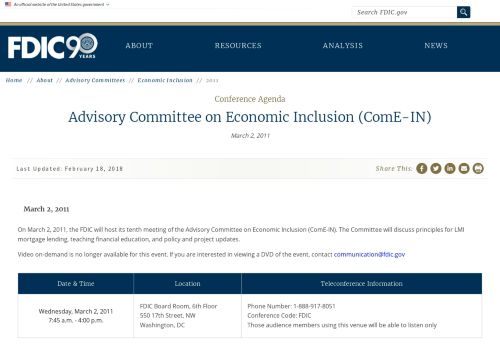 An official website of the United States government
Search FDIC.gov
FDIC 90 YEARS
ABOUT RESOURCES ANALYSIS NEWS
Home // About // Advisory Committees // Economic Inclusion // 2011
Conference Agenda
Advisory Committee on Economic Inclusion (ComE-IN)
March 2, 2011
Last Updated: February 18, 2018
Share This:
March 2, 2011
On March 2, 2011, the FDIC will host its tenth meeting of the Advisory Committee on Economic Inclusion (ComE-IN). The Committee will discuss principles for LMI
mortgage lending, teaching financial education, and policy and project updates.
Video on-demand is no longer available for this event. If you are interested in viewing a DVD of the event, contact communication@fdic.gov
Date & Time Location Teleconference Information
Wednesday, March 2, 2011
7:45 a.m. - 4:00 p.m.
FDIC Board Room, 6th Floor
550 17th Street, NW
Washington, DC
Phone Number: 1-888-917-8051
Conference Code: FDIC
Those audience members using this venue will be able to listen only